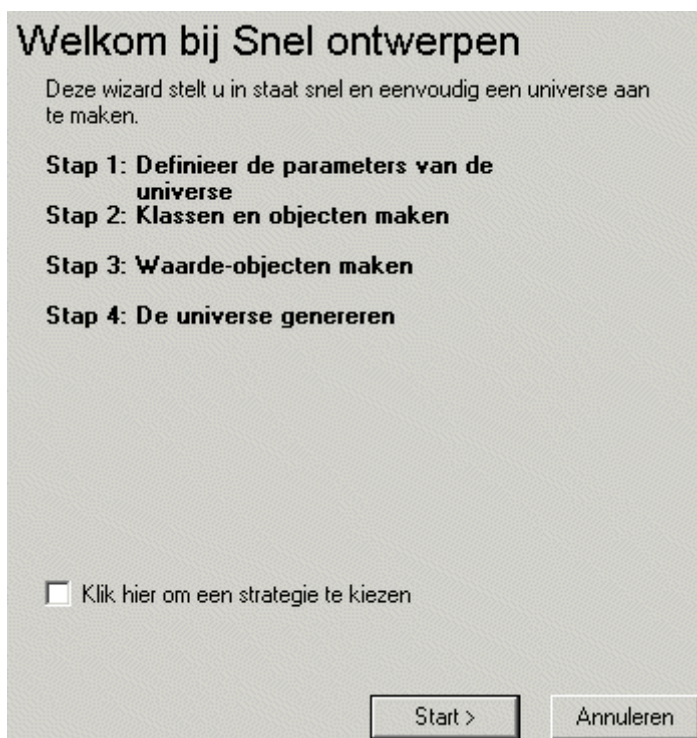 Welkom bij Snel ontwerpen
Deze wizard stelt u in staat snel en eenvoudig een universe aan
te maken.
Stap 1: Definieer de parameters van de
universe
Stap 2: Klassen en objecten maken
Stap 3: Waarde-objecten maken
Stap 4: De universe genereren
Klik hier om een strategie te kiezen
Start >
Annuleren